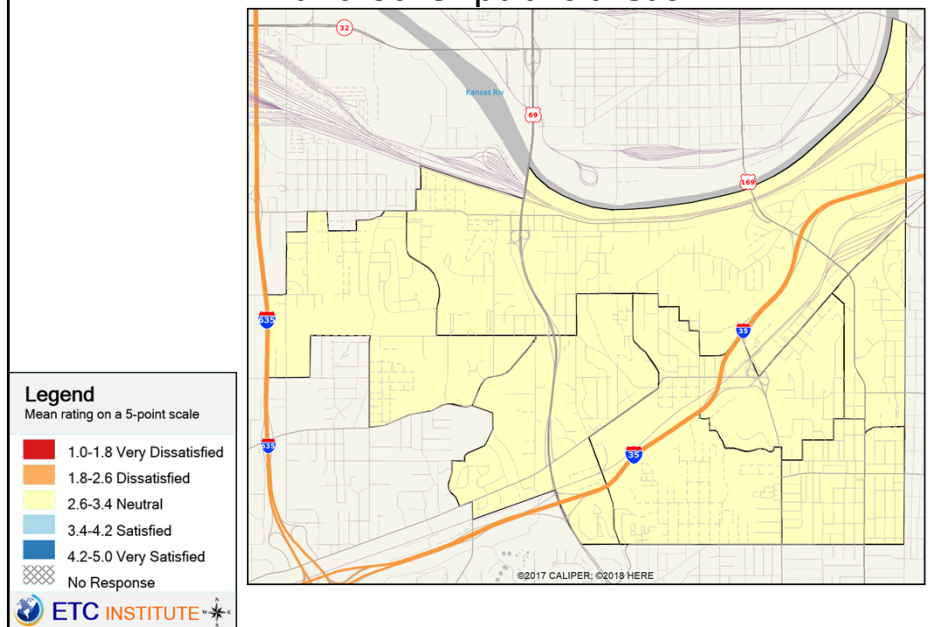 32
Kansas Riv
69
169
635
35
635
35
Legend
Mean rating on a 5-point scale
1.0-1.8 Very Dissatisfied
1.8-2.6 Dissatisfied
2.6-3.4 Neutral
3.4-4.2 Satisfied
4.2-5.0 Very Satisfied
No Response
©2017 CALIPER; ©2018 HERE
ETC INSTITUTE